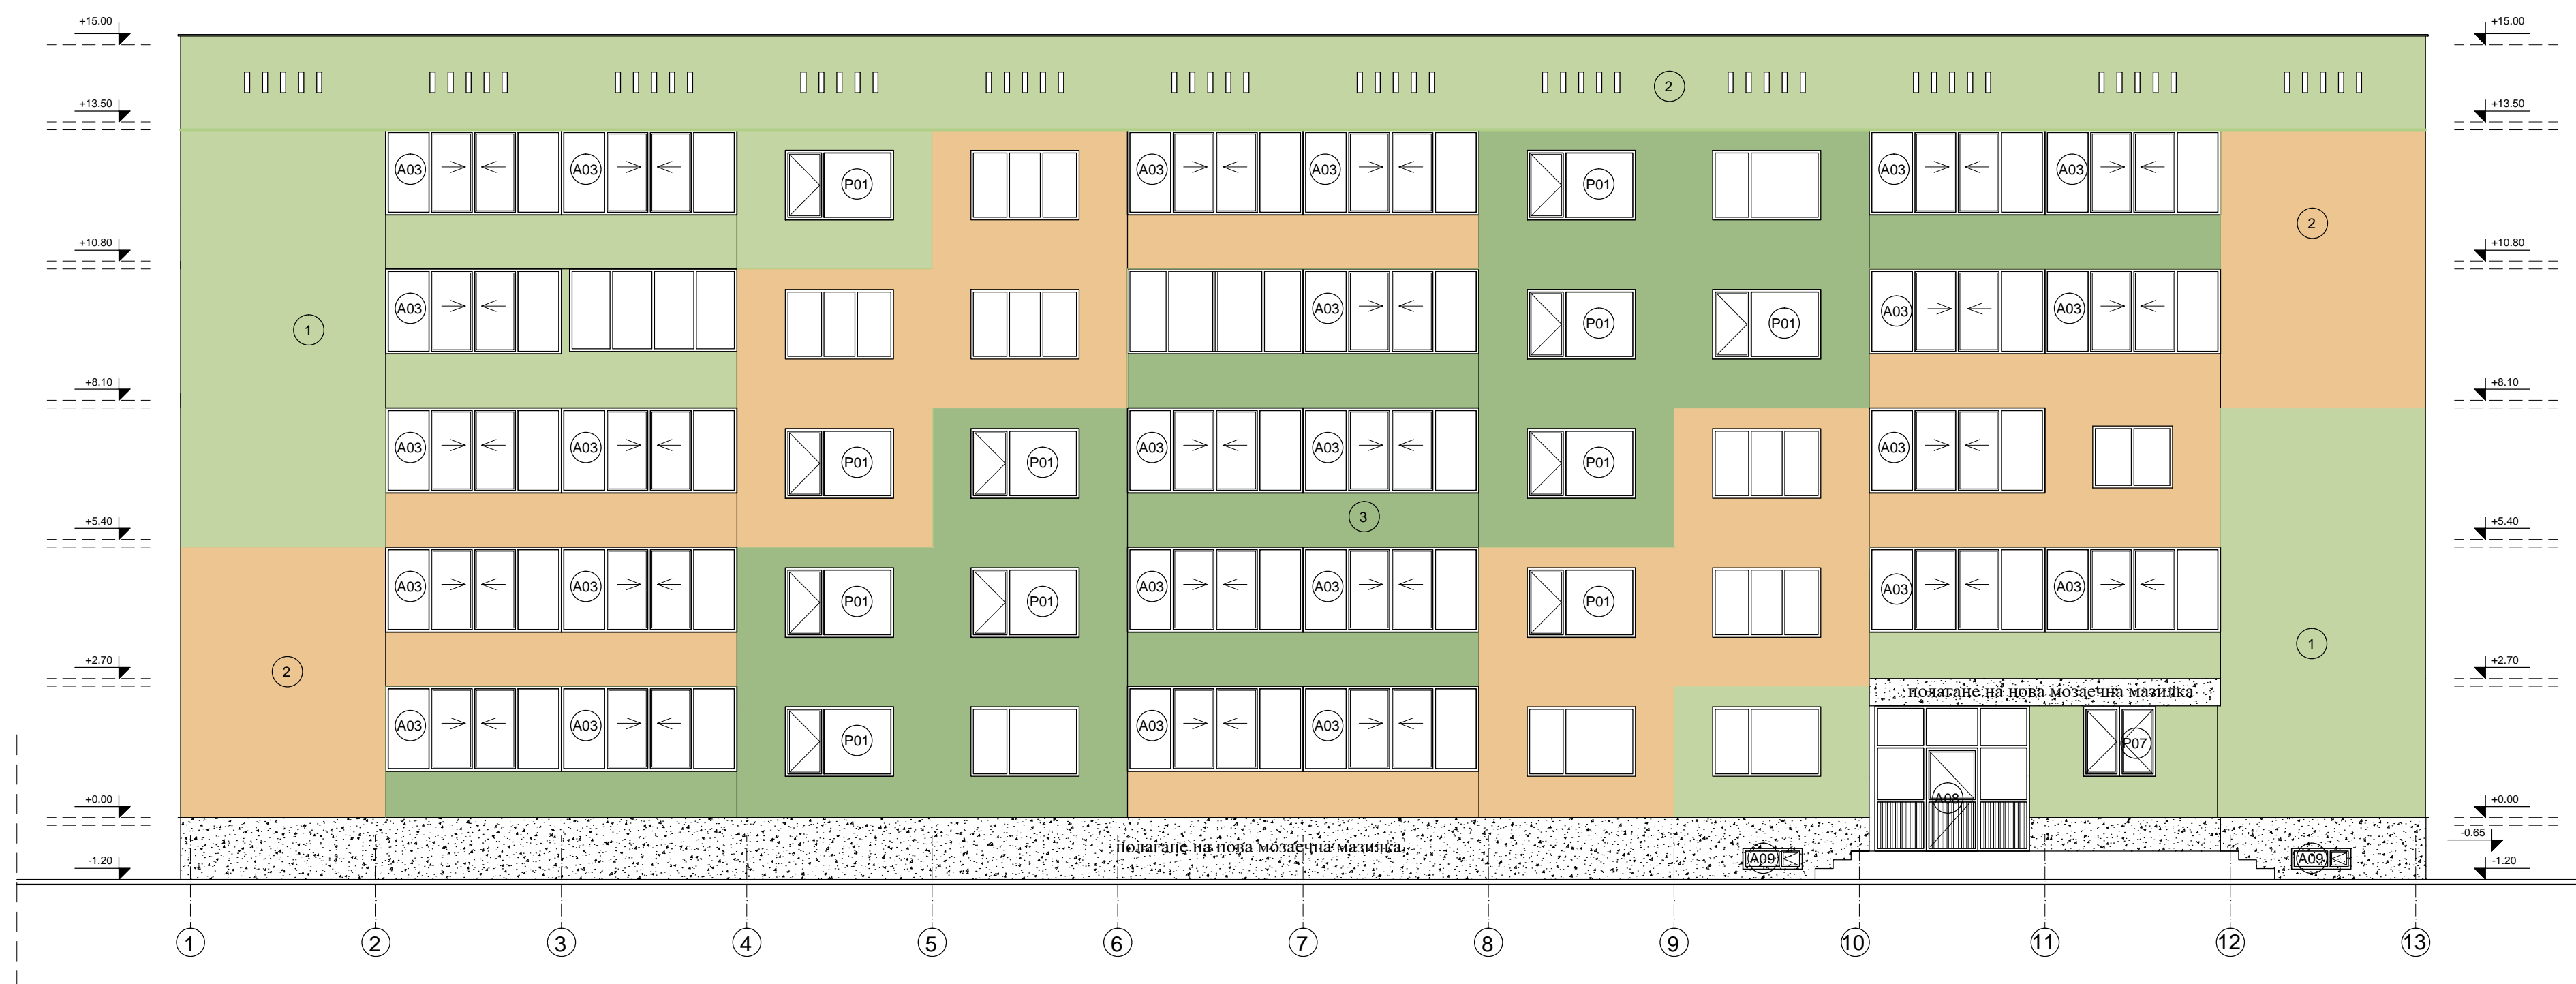 +15.00
+15.00
2
+13.50
+13.50
A03
A03
A03
A03
A03
A03
P01
P01
2
+10.80
+10.80
A03
A03
A03
A03
P01
P01
1
+8.10
+8.10
A03
A03
A03
A03
A03
P01
P01
P01
3
+5.40
+5.40
A03
A03
A03
A03
A03
A03
P01
P01
P01
1
2
+2.70
+2.70
полагане на нова мозаечна мазилка
A03
A03
A03
A03
P01
P07
A08
+0.00
+0.00
-0.65
полагане на нова мозаечна мазилка
A09
A09
-1.20
-1.20
1
2
3
4
5
6
7
8
9
10
11
12
13